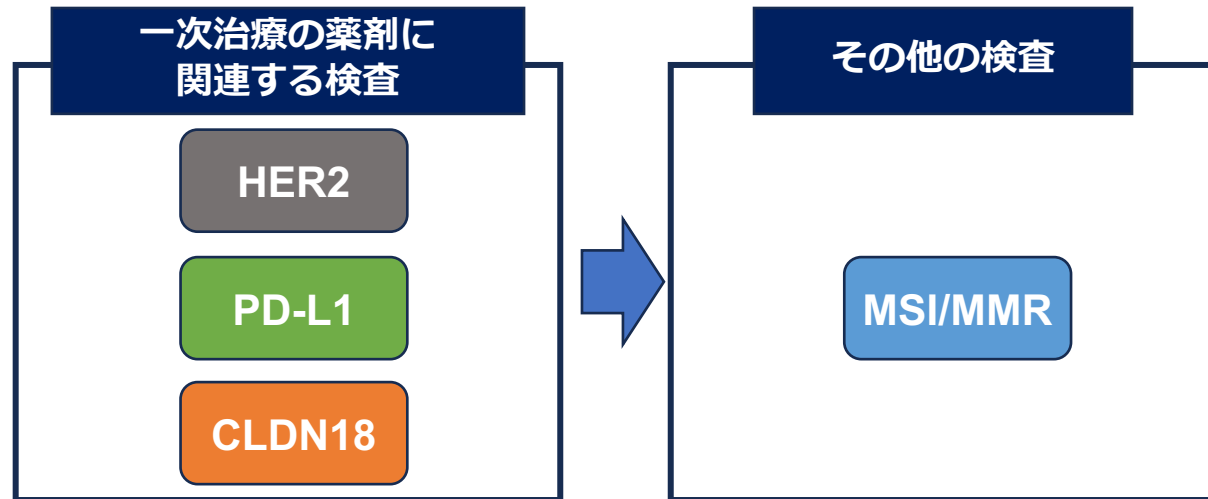 一次治療の薬剤に
関連する検査
HER2
PD-L1
CLDN18
その他の検査
MSI/MMR